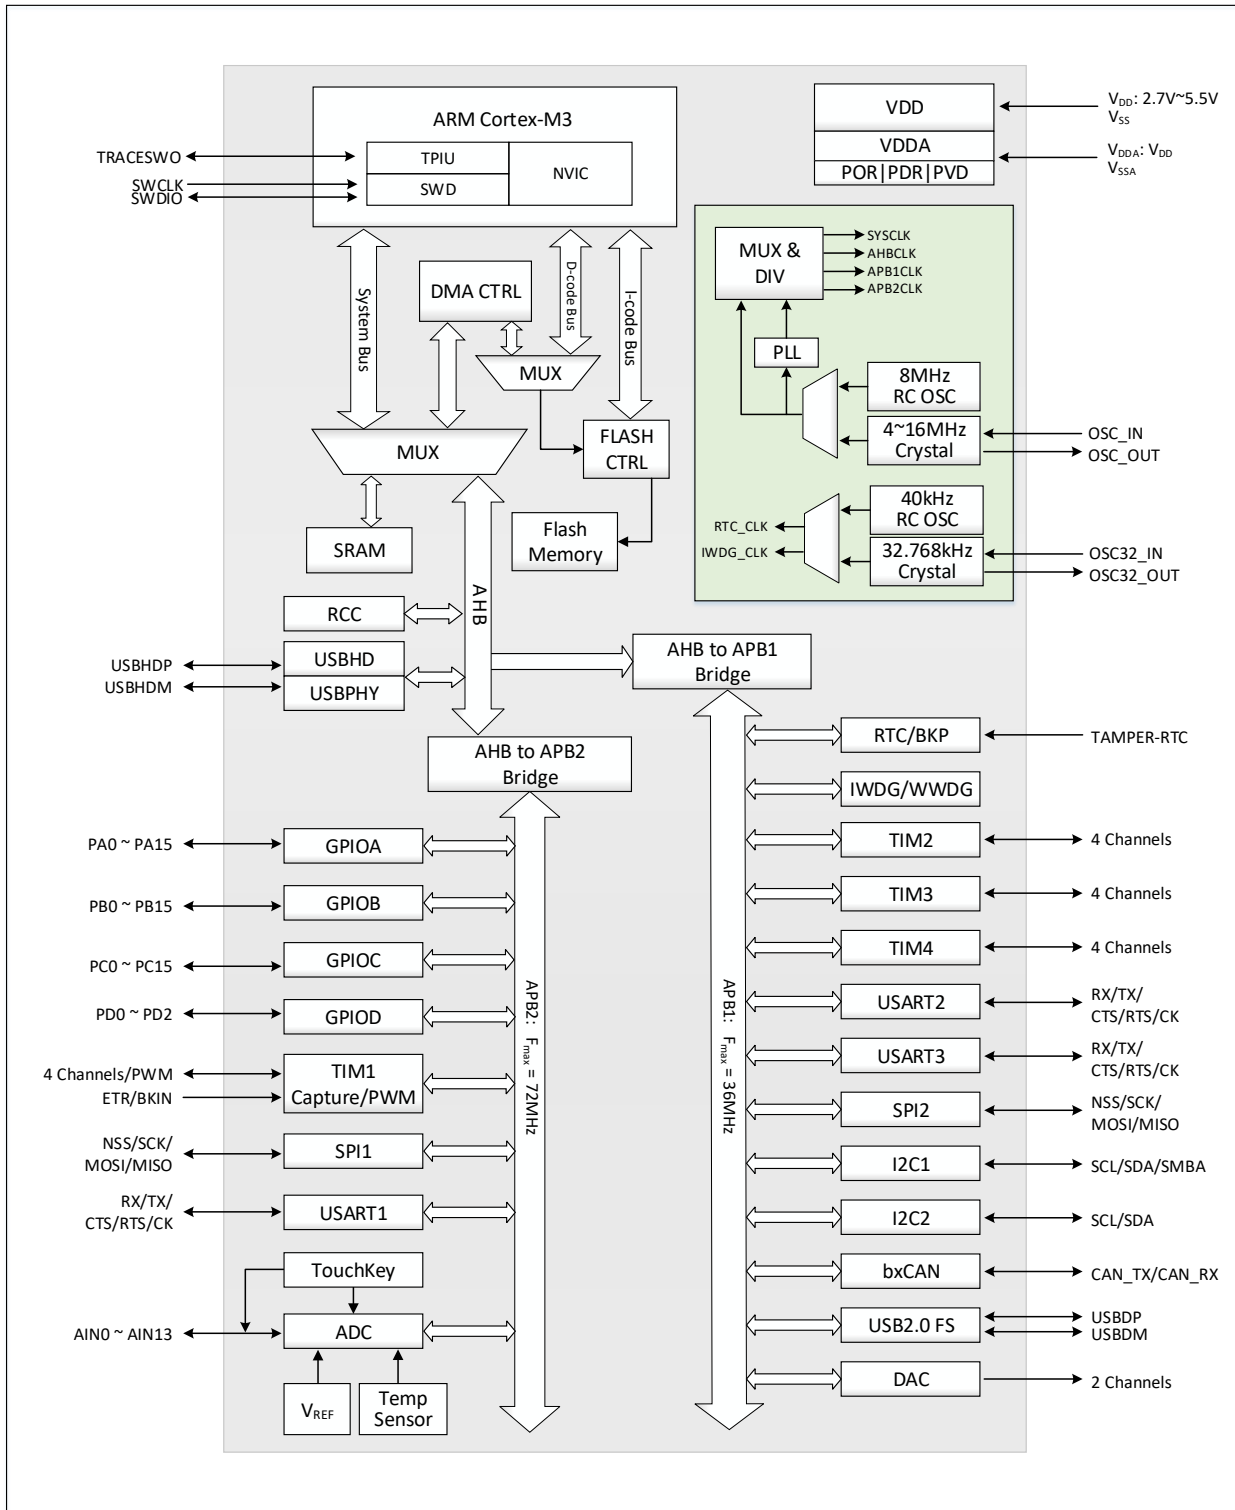 ARM Cortex-M3
TPIU
SWD
NVIC
TRACESWO
SWCLK
SWDIO
VDD
VDDA
POR|PDR|PVD
VDD: 2.7V~5.5V
VSS
VDDA: VDD
VSSA
System Bus
DMA CTRL
D-code Bus
I-code Bus
MUX
MUX
FLASH
CTRL
SRAM
Flash
Memory
MUX &
DIV
SYSCLK
AHBCLK
APB1CLK
APB2CLK
PLL
8MHz
RC OSC
4~16MHz
Crystal
OSC_IN
OSC_OUT
40kHz
RC OSC
RTC_CLK
IWDG_CLK
32.768kHz
Crystal
OSC32_IN
OSC32_OUT
AHB
RCC
USBHDP
USBHDM
USBHD
USBPHY
AHB to APB1
Bridge
AHB to APB2
Bridge
PA0 ~ PA15
GPIOA
PB0 ~ PB15
GPIOB
PC0 ~ PC15
GPIOC
PD0 ~ PD2
GPIOD
4 Channels/PWM
ETR/BKIN
TIM1
Capture/PWM
NSS/SCK/
MOSI/MISO
SPI1
RX/TX/
CTS/RTS/CK
USART1
TouchKey
AIN0 ~ AIN13
ADC
VREF
Temp
Sensor
APB2: Fmax = 72MHz
APB1: Fmax = 36MHz
RTC/BKP
TAMPER-RTC
IWDG/WWDG
TIM2
4 Channels
TIM3
4 Channels
TIM4
4 Channels
USART2
RX/TX/
CTS/RTS/CK
USART3
RX/TX/
CTS/RTS/CK
SPI2
NSS/SCK/
MOSI/MISO
I2C1
SCL/SDA/SMBA
I2C2
SCL/SDA
bxCAN
CAN_TX/CAN_RX
USB2.0 FS
USBDP
USBDM
DAC
2 Channels